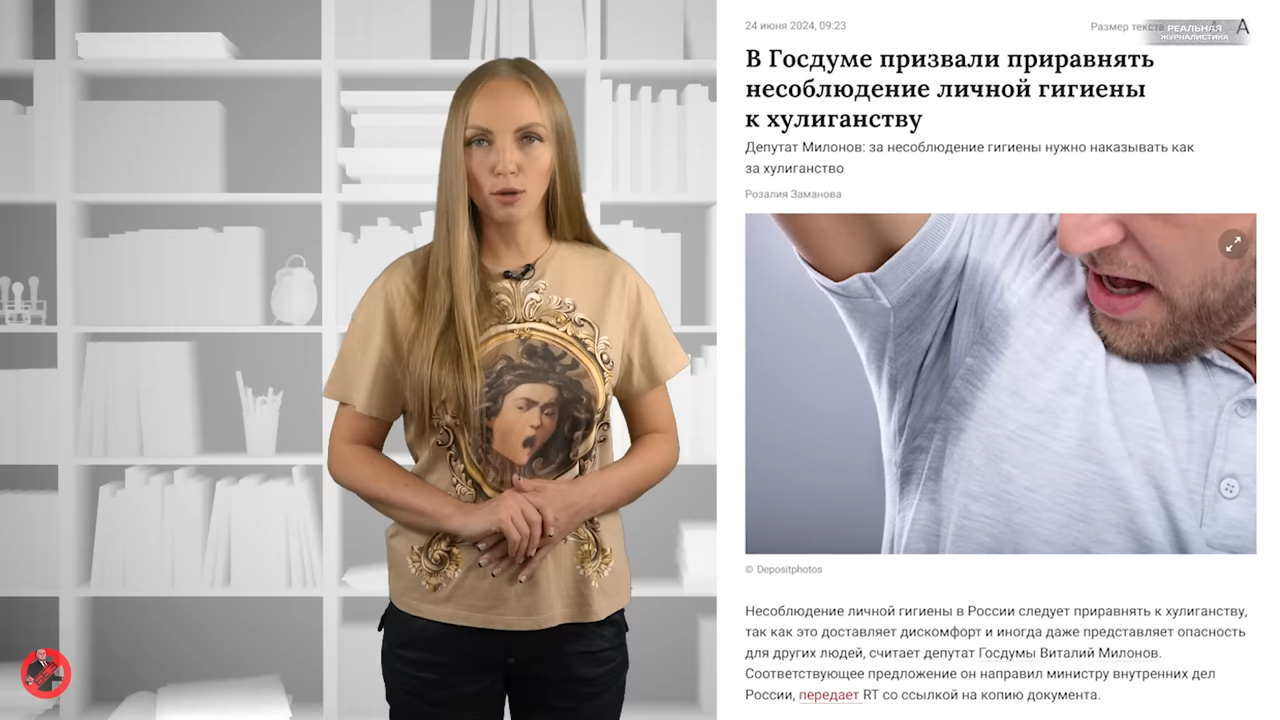 24 июня 2024, 09:23
Размер текста
A
РЕАЛЬНАЯ
ЖУРНАЛИСТИКА
В Госдуме призвали приравнять
несоблюдение личной гигиены
к хулиганству
Депутат Милонов: за несоблюдение гигиены нужно наказывать как
за хулиганство
Розалия Заманова
© Depositphotos
Несоблюдение личной гигиены в России следует приравнять к хулиганству,
так как это доставляет дискомфорт и иногда даже представляет опасность
для других людей, считает депутат Госдумы Виталий Милонов.
Соответствующее предложение он направил министру внутренних дел
России, передает RT со ссылкой на копию документа.